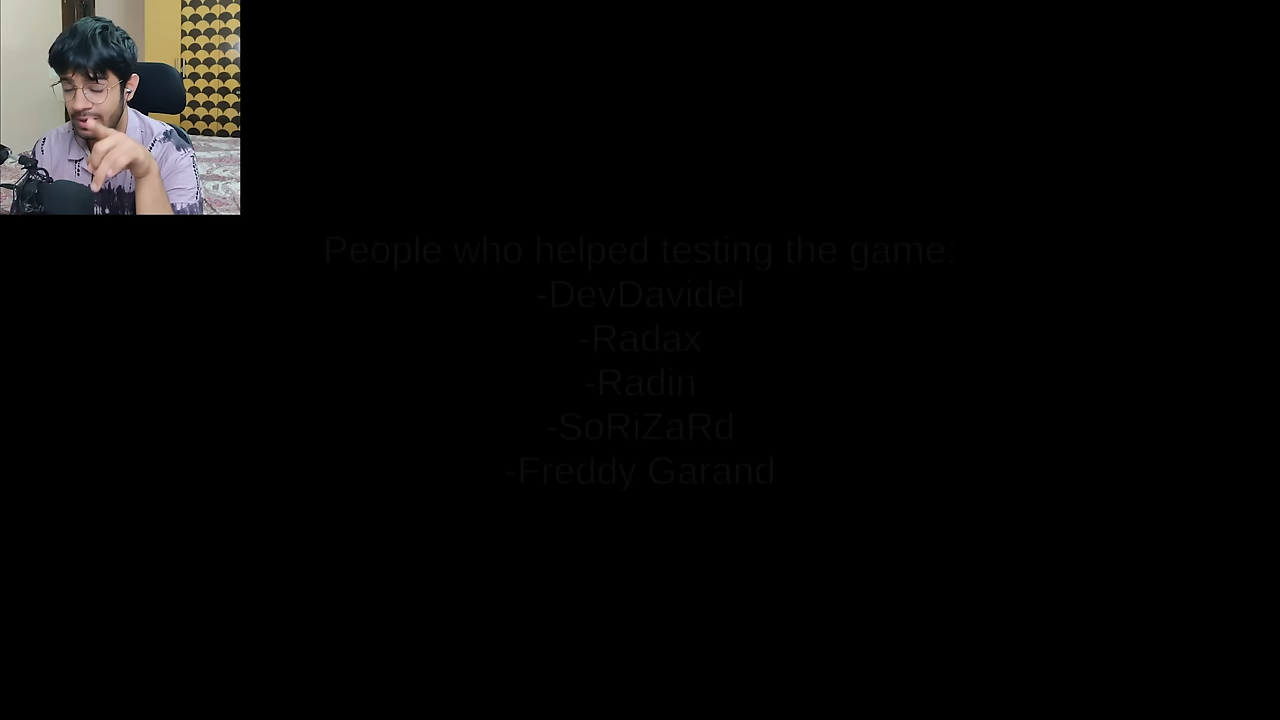 People who helped testing the game:
-DevDavidel
-Radax
-Radin
-SoRiZaRd
-Freddy Garand